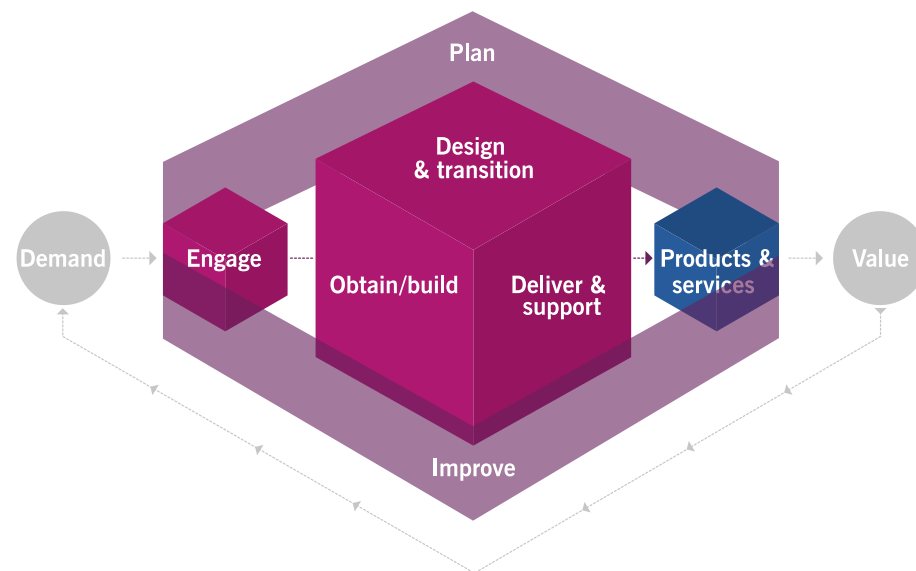 Plan
Design
& transition
Demand
Engage
Obtain/build
Deliver &
support
Products &
services
Value
Improve